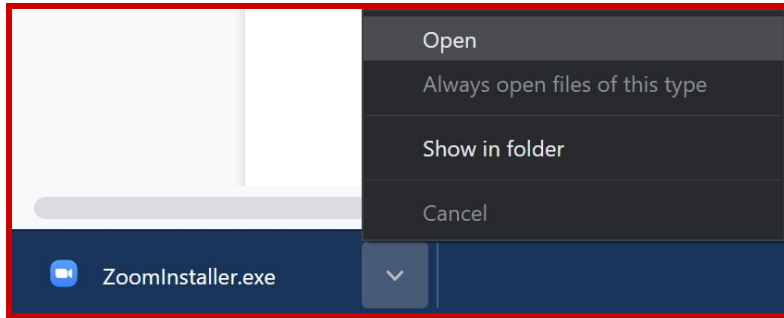 Open
Always open files of this type
Show in folder
Cancel
ZoomInstaller.exe